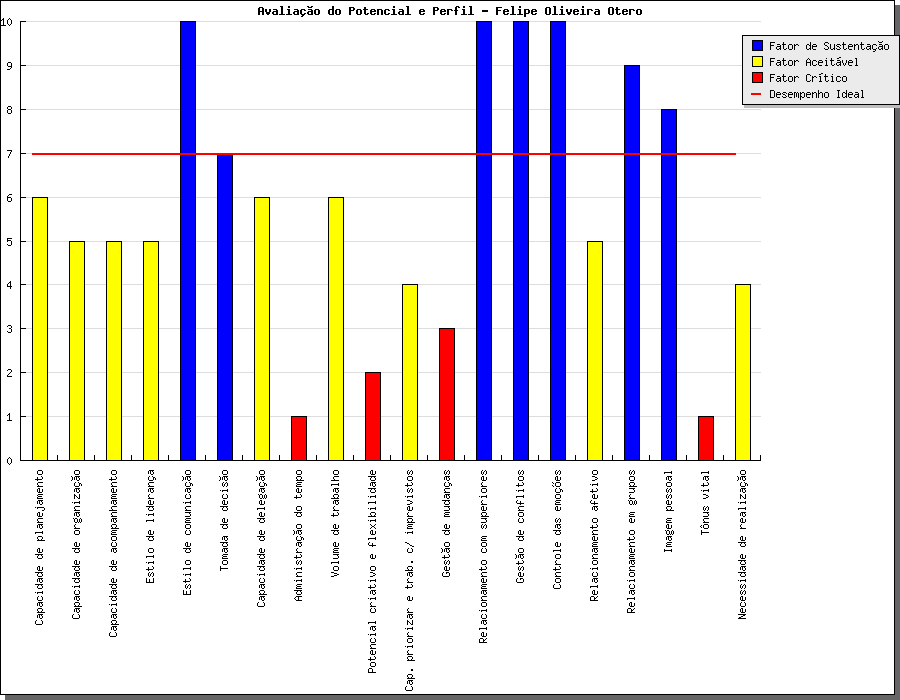 Avaliação do Potencial e Perfil - Felipe Oliveira Otero
10
9
8
7
6
5
4
3
2
1
0
Fator de Sustentação
Fator Aceitável
Fator Crítico
Desempenho Ideal
Capacidade de planejamento
Capacidade de organização
Capacidade de acompanhamento
Estilo de liderança
Estilo de comunicação
Tomada de decisão
Capacidade de delegação
Administração do tempo
Volume de trabalho
Potencial criativo e flexibilidade
Cap. priorizar e trab. c/ imprevistos
Gestão de mudanças
Relacionamento com superiores
Gestão de conflitos
Controle das emoções
Relacionamento afetivo
Relacionamento em grupos
Imagem pessoal
Tônus vital
Necessidade de realização